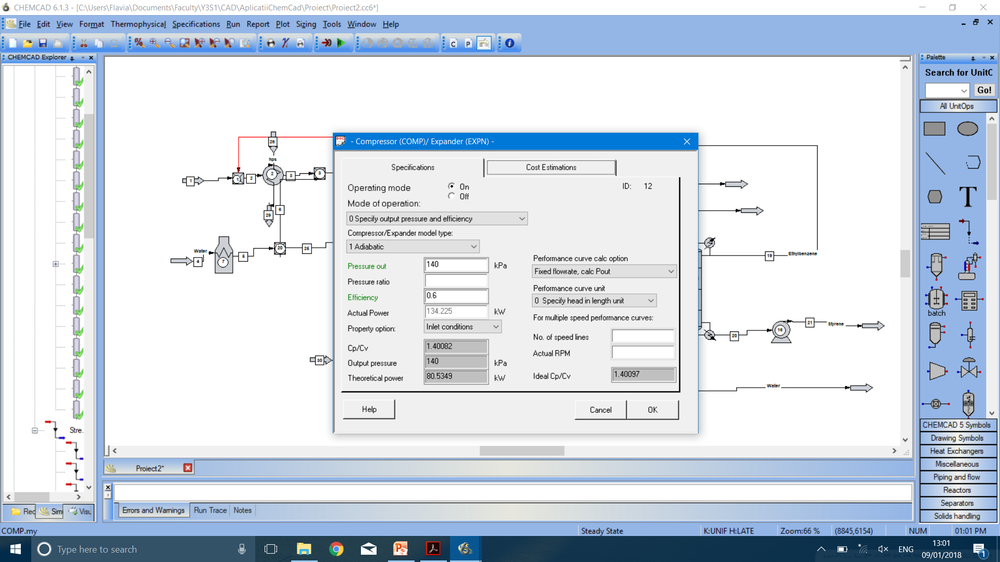 CHEMCAD 6.1.3 - [C:\Users\Flavia\Documents\Faculty\Y3S1\CAD\AplicatiiChemCad\Proiect\Proiect2.cc6*]
File Edit View Format Thermophysical Specifications Run Report Plot Sizing Tools Window Help
C P
CHEMCAD Explorer
Stre.
Rec Simu Visu
28
hps
1
1
2
2
3
3
29
6
Water
4
7
5
20
25
30
19 Ethylbenzene
16
21 Styrene
20
Water
- Compressor (COMP)/ Expander (EXPN) -
Specifications Cost Estimations
Operating mode On ID: 12
Off
Mode of operation:
0 Specify output pressure and efficiency
Compressor/Expander model type:
1 Adiabatic
Pressure out 140 kPa
Pressure ratio
Efficiency 0.6
Actual Power 134.225 kW
Property option: Inlet conditions
Cp/Cv 1.40082
Output pressure 140 kPa
Theoretical power 80.5349 kW
Performance curve calc option
Fixed flowrate, calc Pout
Performance curve unit
0 Specify head in length unit
For multiple speed performance curves:
No. of speed lines
Actual RPM
Ideal Cp/Cv 1.40097
Help Cancel OK
Palette
Search for UnitC
Go!
All UnitOps
T
batch
CHEMCAD 5 Symbols
Drawing Symbols
Heat Exchangers
Miscellaneous
Piping and flow
Reactors
Separators
Solids handling
Proiect2*
Errors and Warnings Run Trace Notes
COMP.my Steady State K:UNIF H:LATE Zoom:66 % (8845,6154) NUM 01:01 PM
Type here to search
ENG
13:01
09/01/2018
1